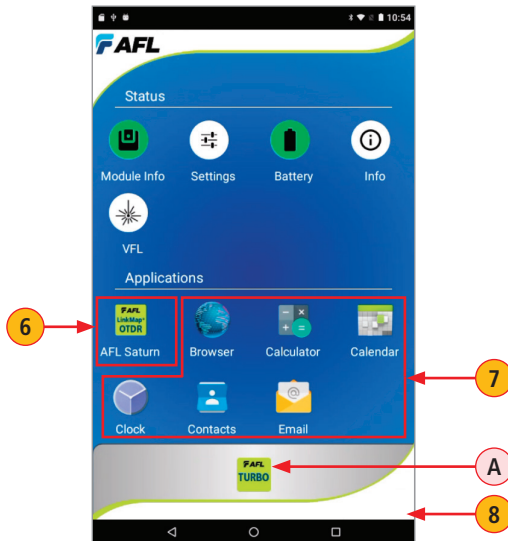 10:54
AFL
Status
Module Info Settings Battery Info
VFL
Applications
FAFL
LinkMap
OTDR
6
AFL Saturn Browser Calculator Calendar
7
@
Clock Contacts Email
AFL
TURBO
A
8